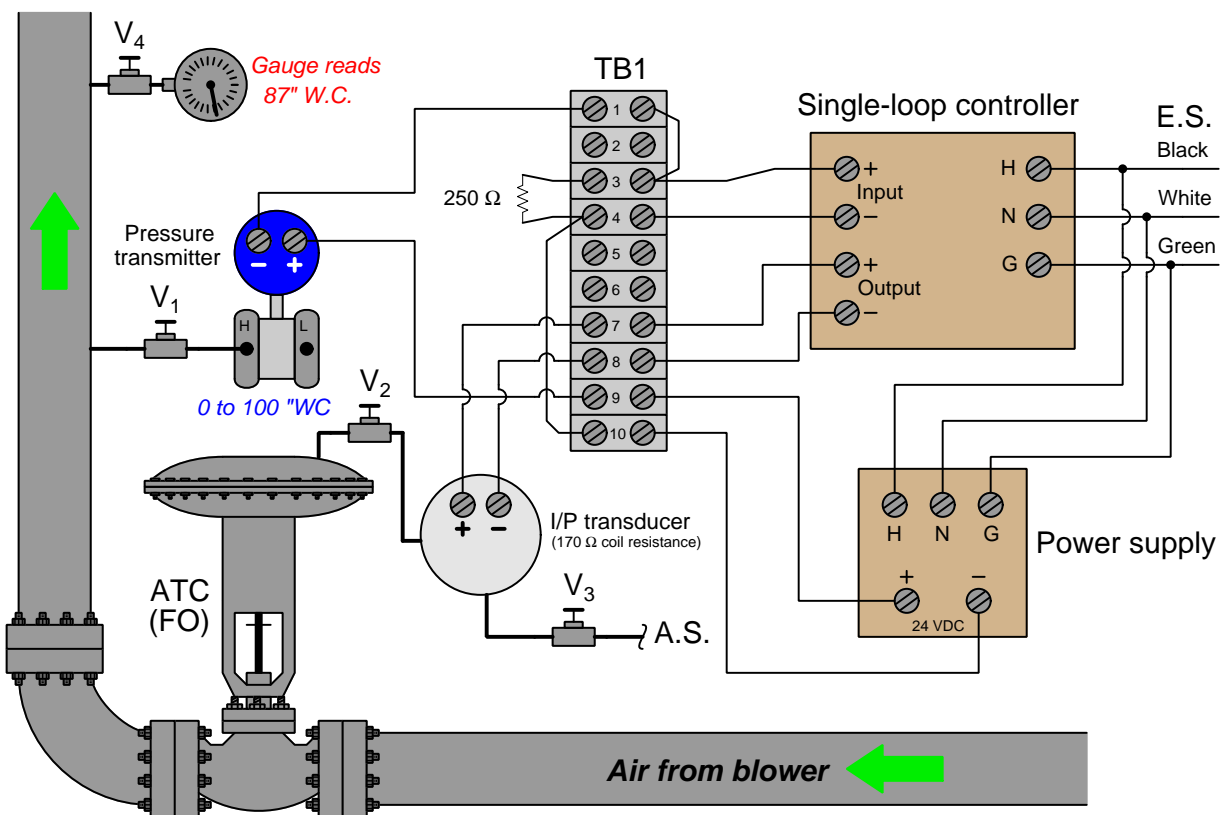 V4
Gauge reads
87" W.C.
TB1
Single-loop controller
E.S.
Black
White
Green
1
2
3
4
5
6
7
8
9
10
250 Ω
+
Input
−
+
Output
−
H
N
G
Pressure
transmitter
−
+
V1
H
L
0 to 100 "WC
V2
+
−
I/P transducer
(170 Ω coil resistance)
V3
A.S.
ATC
(FO)
H
N
G
Power supply
+
−
24 VDC
Air from blower